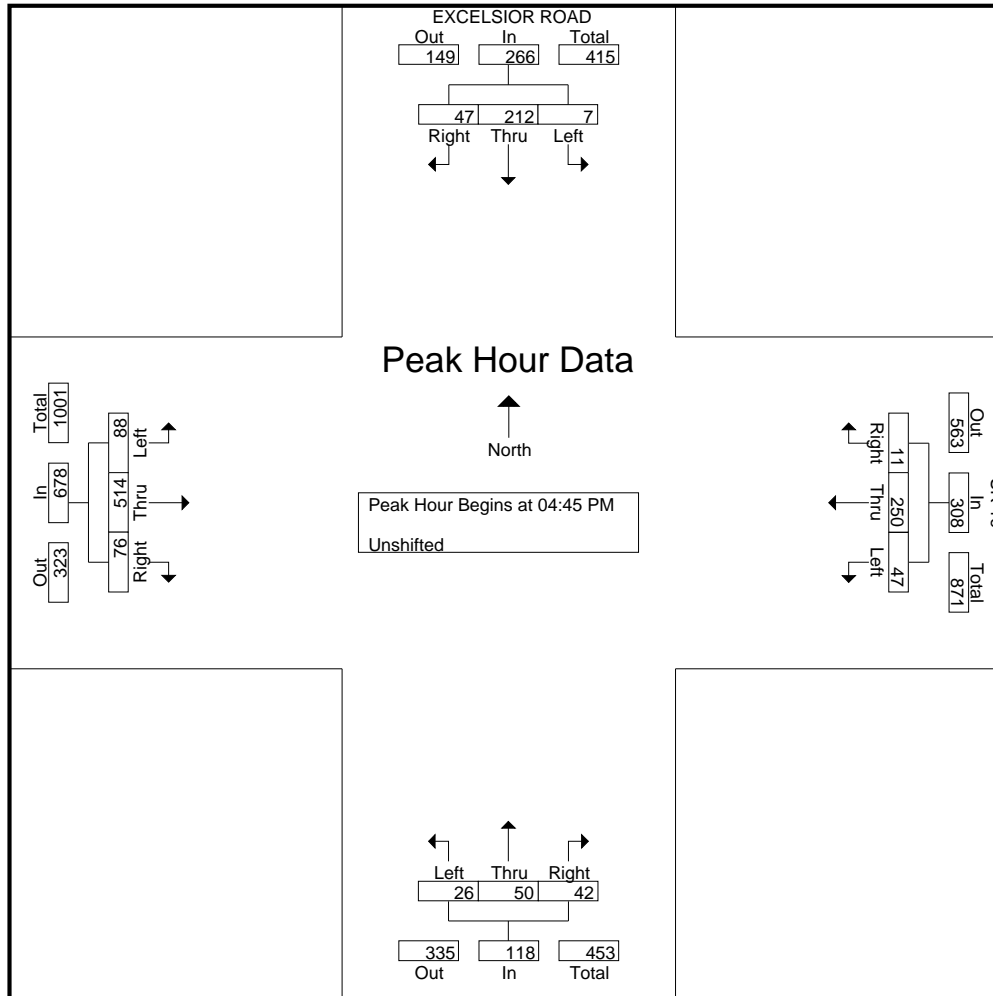 EXCELSIOR ROAD
Out In Total
149 266 415
47 212 7
Right Thru Left
Peak Hour Data
North
Peak Hour Begins at 04:45 PM
Unshifted
Total In Out
1001 678 323
88 514 76
Left Thru Right
Right Thru Left
11 250 47
Out In Total
563 308 871
Left Thru Right
26 50 42
335 118 453
Out In Total